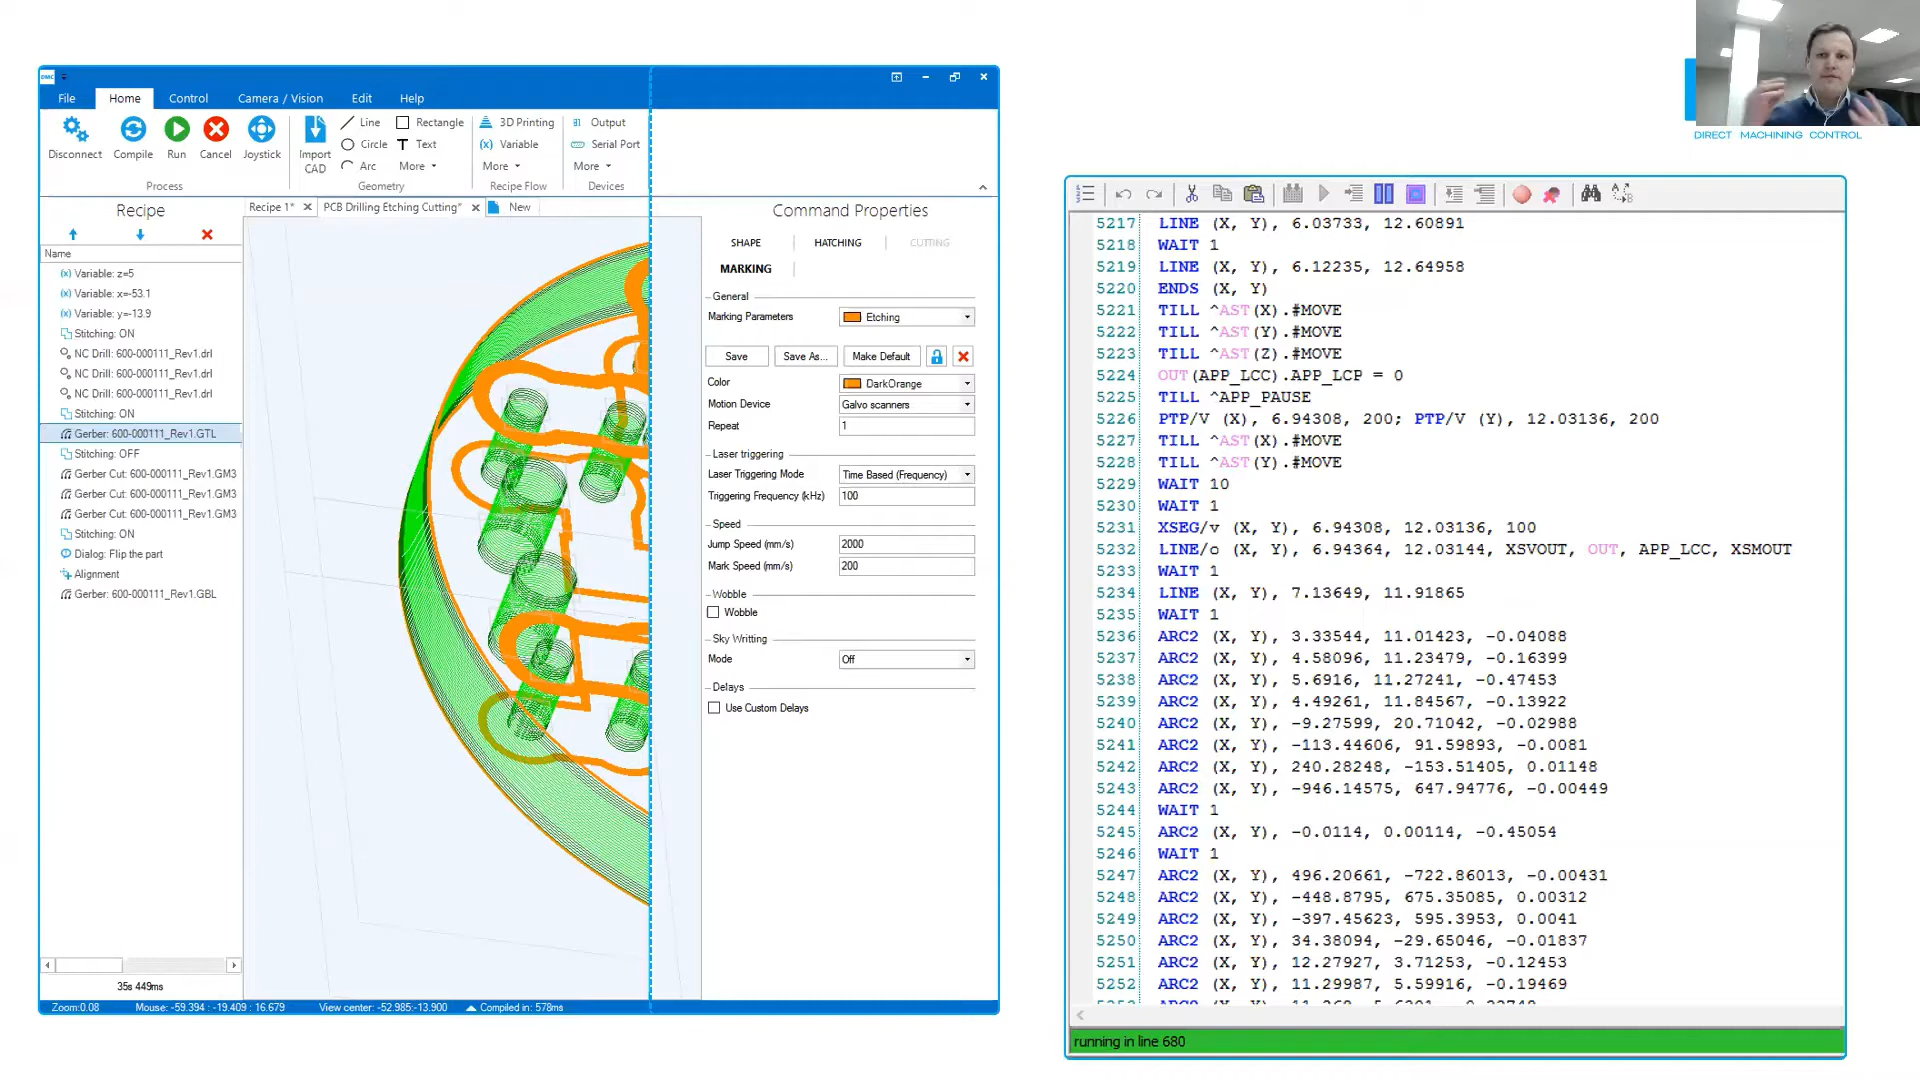 DMC
File Home Control Camera / Vision Edit Help
Disconnect Compile Run Cancel Joystick
Process
Import CAD
Line Rectangle
Circle Text
Arc More
Geometry
3D Printing
Variable
More
Recipe Flow
Output
Serial Port
More
Devices
Recipe
Name
Variable: z=5
Variable: x=-53.1
Variable: y=-13.9
Stitching: ON
NC Drill: 600-000111_Rev1.drl
NC Drill: 600-000111_Rev1.drl
NC Drill: 600-000111_Rev1.drl
Stitching: ON
Gerber: 600-000111_Rev1.GTL
Stitching: OFF
Gerber Cut: 600-000111_Rev1.GM3
Gerber Cut: 600-000111_Rev1.GM3
Gerber Cut: 600-000111_Rev1.GM3
Stitching: ON
Dialog: Flip the part
Alignment
Gerber: 600-000111_Rev1.GBL
35s 449ms
Recipe 1* PCB Drilling Etching Cutting* New
Command Properties
SHAPE HATCHING CUTTING
MARKING
General
Marking Parameters Etching
Save Save As... Make Default
Color DarkOrange
Motion Device Galvo scanners
Repeat 1
Laser triggering
Laser Triggering Mode Time Based (Frequency)
Triggering Frequency (kHz) 100
Speed
Jump Speed (mm/s) 2000
Mark Speed (mm/s) 200
Wobble
Wobble
Sky Writting
Mode Off
Delays
Use Custom Delays
Zoom:0.08 Mouse: -59.394 : -19.409 : 16.679 View center: -52.985:-13.900 Compiled in: 578ms
DIRECT MACHINING CONTROL
5217 LINE (X, Y), 6.03733, 12.60891
5218 WAIT 1
5219 LINE (X, Y), 6.12235, 12.64958
5220 ENDS (X, Y)
5221 TILL ^AST(X).#MOVE
5222 TILL ^AST(Y).#MOVE
5223 TILL ^AST(Z).#MOVE
5224 OUT(APP_LCC).APP_LCP = 0
5225 TILL ^APP_PAUSE
5226 PTP/V (X), 6.94308, 200; PTP/V (Y), 12.03136, 200
5227 TILL ^AST(X).#MOVE
5228 TILL ^AST(Y).#MOVE
5229 WAIT 10
5230 WAIT 1
5231 XSEG/v (X, Y), 6.94308, 12.03136, 100
5232 LINE/o (X, Y), 6.94364, 12.03144, XSVOUT, OUT, APP_LCC, XSMOUT
5233 WAIT 1
5234 LINE (X, Y), 7.13649, 11.91865
5235 WAIT 1
5236 ARC2 (X, Y), 3.33544, 11.01423, -0.04088
5237 ARC2 (X, Y), 4.58096, 11.23479, -0.16399
5238 ARC2 (X, Y), 5.6916, 11.27241, -0.47453
5239 ARC2 (X, Y), 4.49261, 11.84567, -0.13922
5240 ARC2 (X, Y), -9.27599, 20.71042, -0.02988
5241 ARC2 (X, Y), -113.44606, 91.59893, -0.0081
5242 ARC2 (X, Y), 240.28248, -153.51405, 0.01148
5243 ARC2 (X, Y), -946.14575, 647.94776, -0.00449
5244 WAIT 1
5245 ARC2 (X, Y), -0.0114, 0.00114, -0.45054
5246 WAIT 1
5247 ARC2 (X, Y), 496.20661, -722.86013, -0.00431
5248 ARC2 (X, Y), -448.8795, 675.35085, 0.00312
5249 ARC2 (X, Y), -397.45623, 595.3953, 0.0041
5250 ARC2 (X, Y), 34.38094, -29.65046, -0.01837
5251 ARC2 (X, Y), 12.27927, 3.71253, -0.12453
5252 ARC2 (X, Y), 11.29987, 5.59916, -0.19469
running in line 680